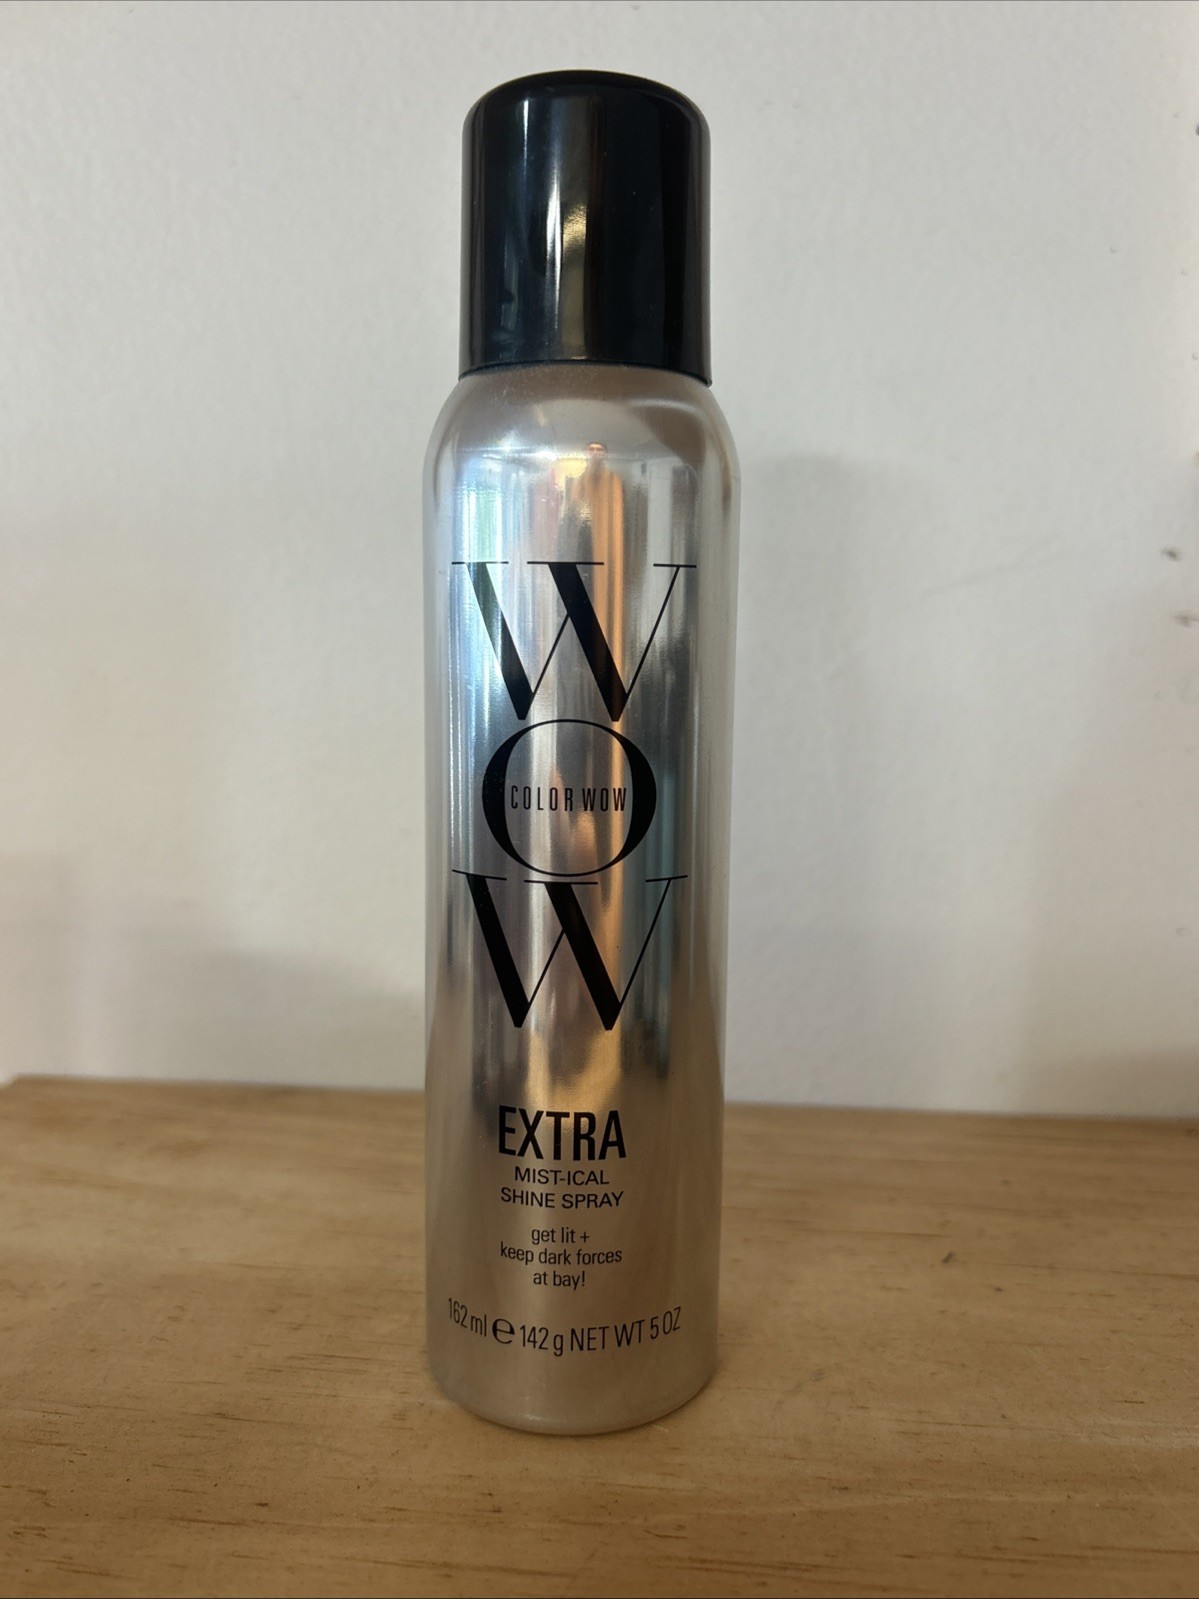 W
O
COLOR WOW
W
EXTRA
MIST-ICAL
SHINE SPRAY
get lit +
keep dark forces
at bay!
162 ml ℮ 142 g NET WT 5 OZ